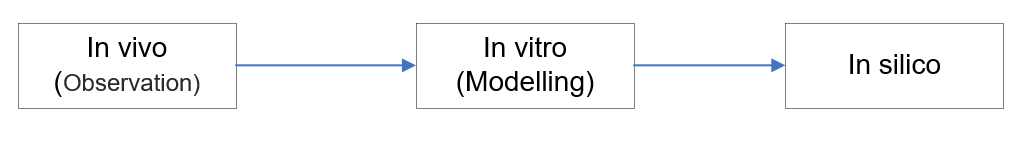 In vivo
(Observation)
In vitro
(Modelling)
In silico